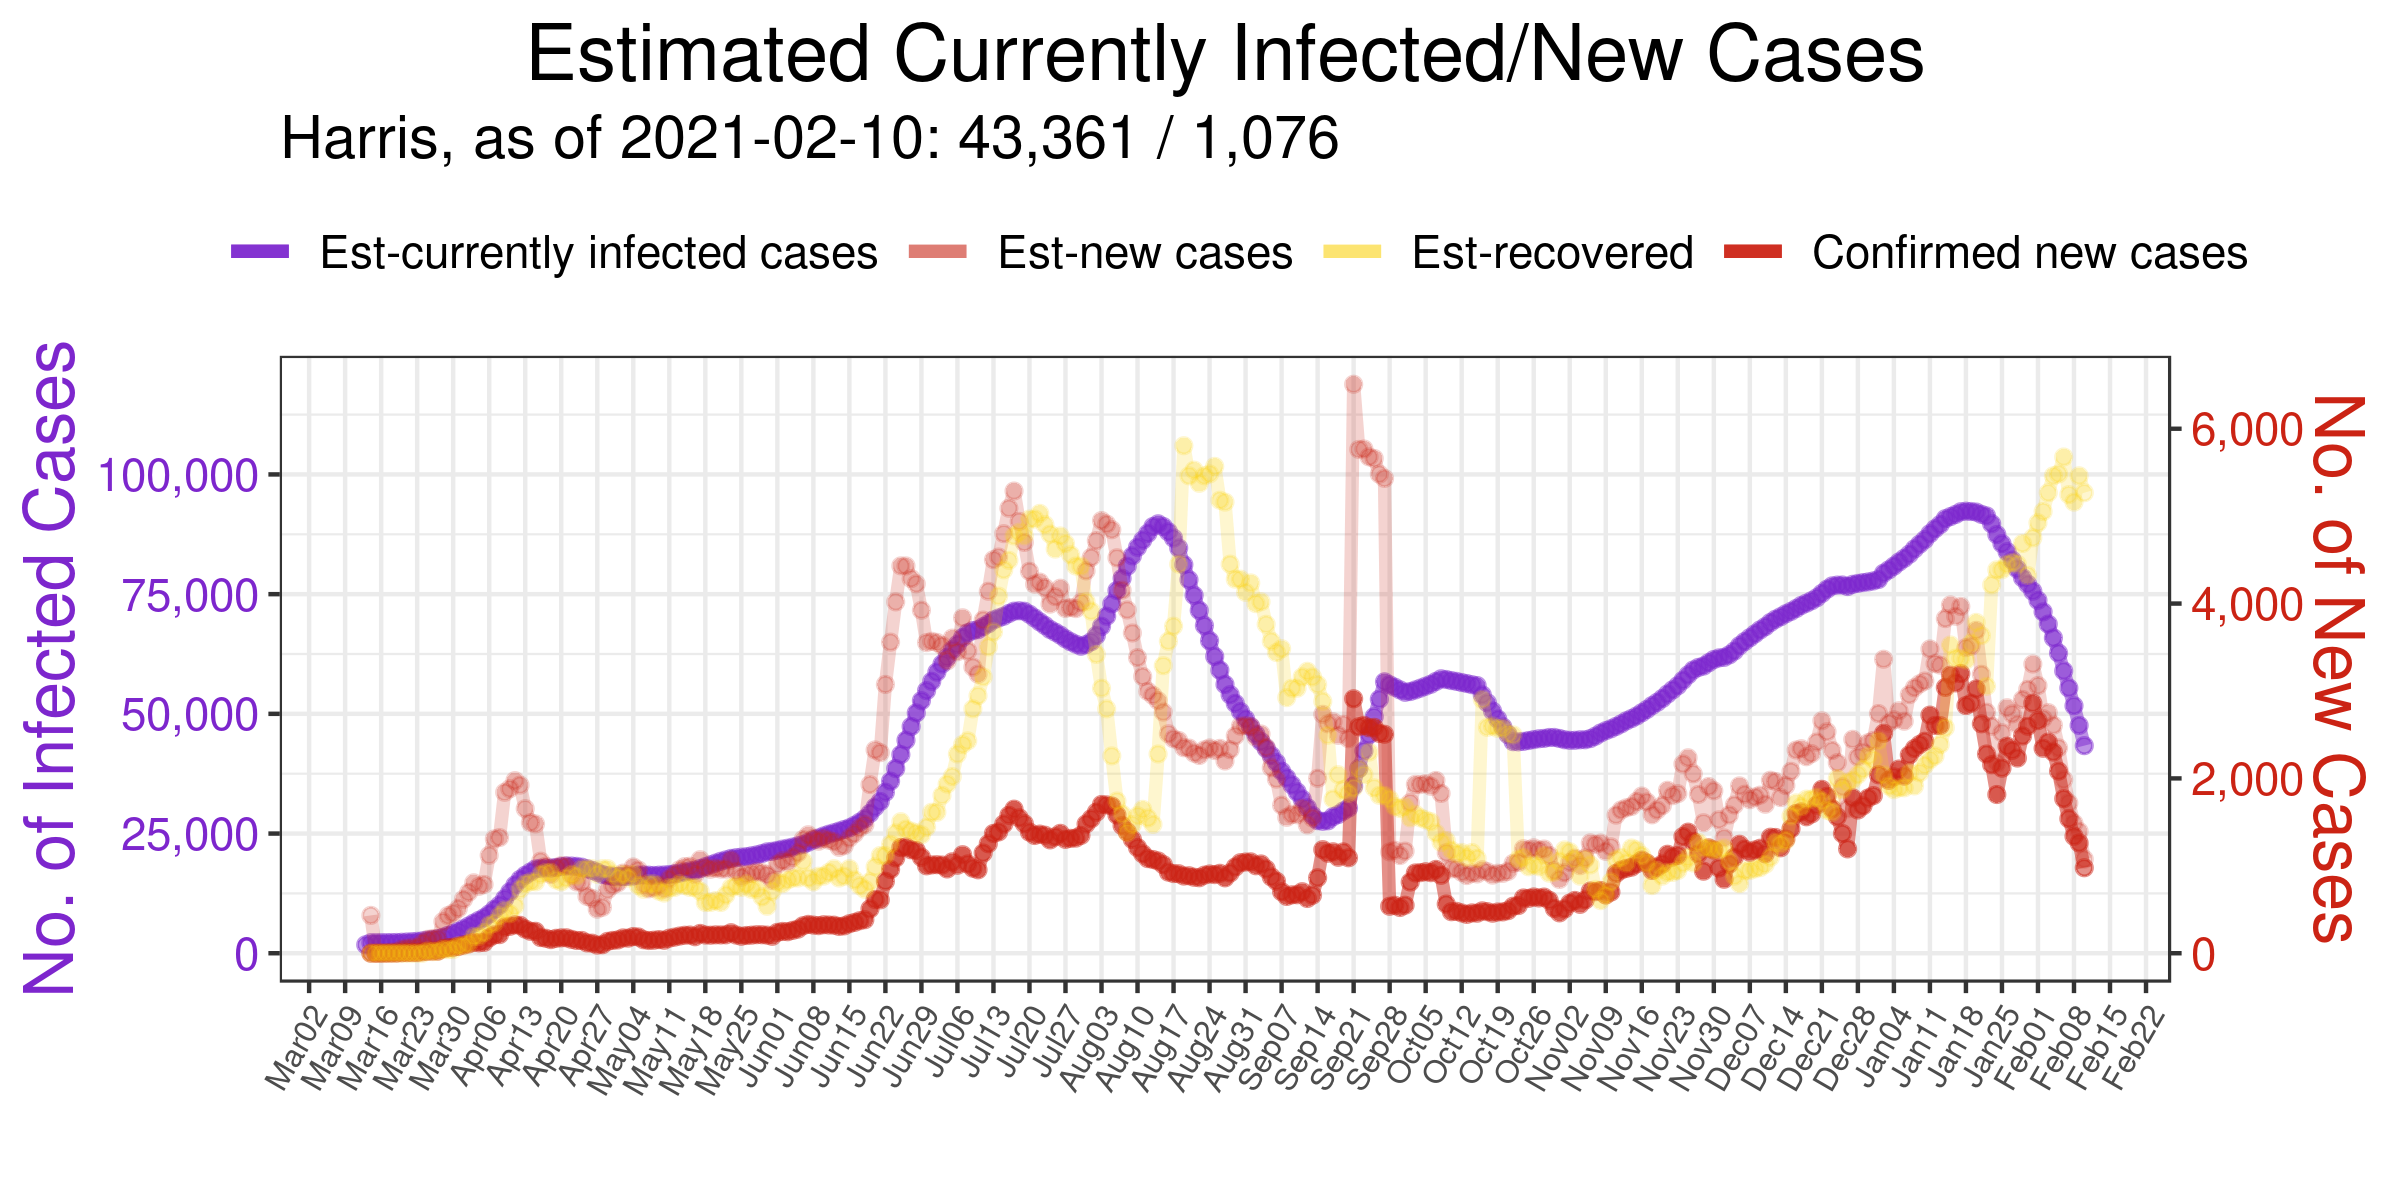 Estimated Currently Infected/New Cases
Harris, as of 2021-02-10: 43,361 / 1,076
Est-currently infected cases Est-new cases Est-recovered Confirmed new cases
No. of Infected Cases
100,000
75,000
50,000
25,000
0
6,000
4,000
2,000
0
No. of New Cases
Mar02 Mar09 Mar16 Mar23 Mar30 Apr06 Apr13 Apr20 Apr27 May04 May11 May18 May25 Jun01 Jun08 Jun15 Jun22 Jun29 Jul06 Jul13 Jul20 Jul27 Aug03 Aug10 Aug17 Aug24 Aug31 Sep07 Sep14 Sep21 Sep28 Oct05 Oct12 Oct19 Oct26 Nov02 Nov09 Nov16 Nov23 Nov30 Dec07 Dec14 Dec21 Dec28 Jan04 Jan11 Jan18 Jan25 Feb01 Feb08 Feb15 Feb22